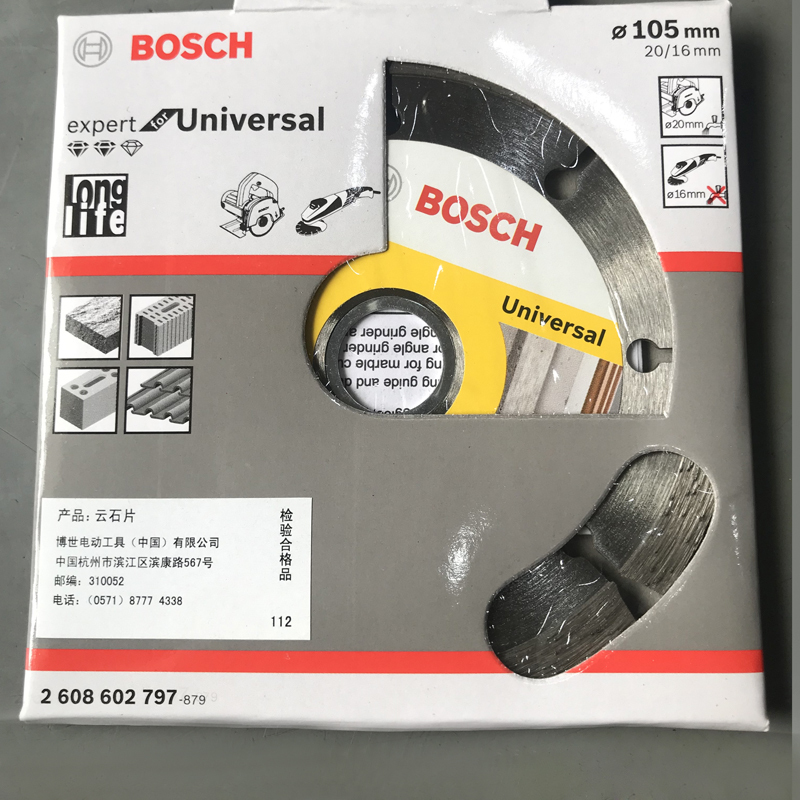 BOSCH
ø 105 mm
20/16 mm
expert for Universal
ø20mm
Long
life
ø16mm
BOSCH
Universal
产品: 云石片
博世电动工具（中国）有限公司
中国杭州市滨江区滨康路567号
邮编: 310052
电话:（0571）8777 4338
检验合格品
112
2 608 602 797-879